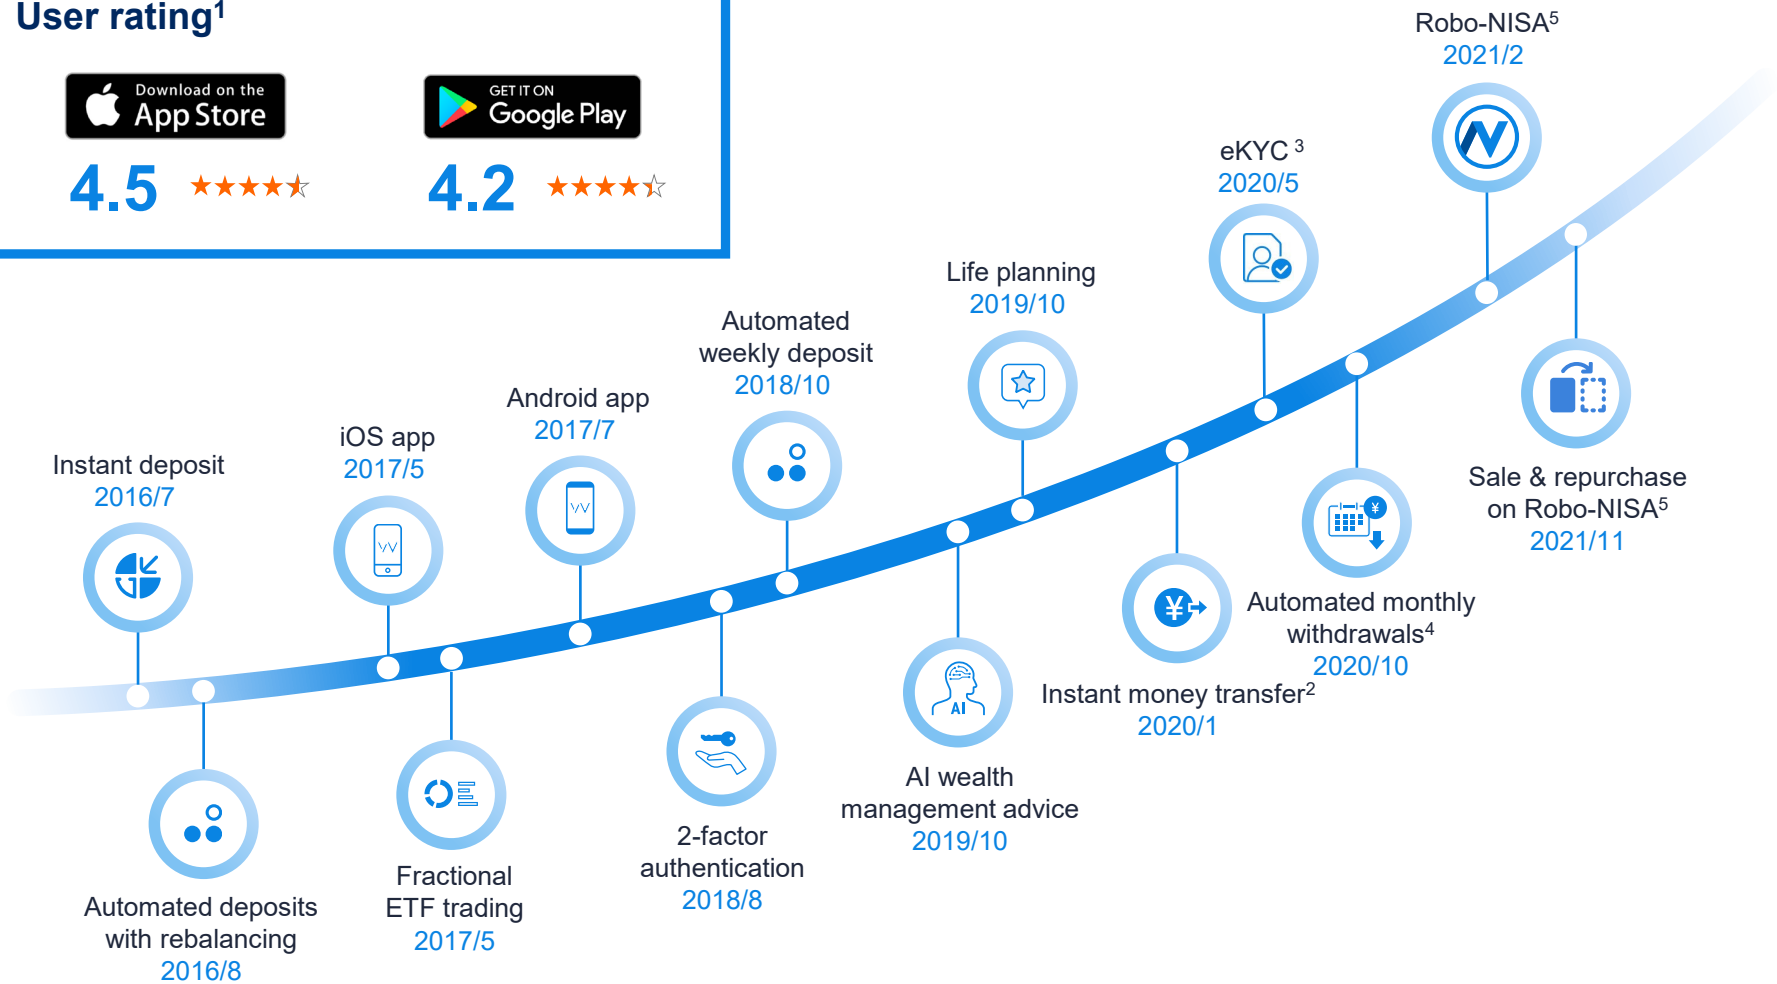 User rating¹
Download on the
App Store
GET IT ON
Google Play
4.5
4.2
Instant deposit
2016/7
Automated deposits
with rebalancing
2016/8
iOS app
2017/5
Fractional
ETF trading
2017/5
Android app
2017/7
2-factor
authentication
2018/8
Automated
weekly deposit
2018/10
AI
AI wealth
management advice
2019/10
Life planning
2019/10
¥
Instant money transfer²
2020/1
eKYC ³
2020/5
¥
Automated monthly
withdrawals⁴
2020/10
Robo-NISA⁵
2021/2
Sale & repurchase
on Robo-NISA⁵
2021/11